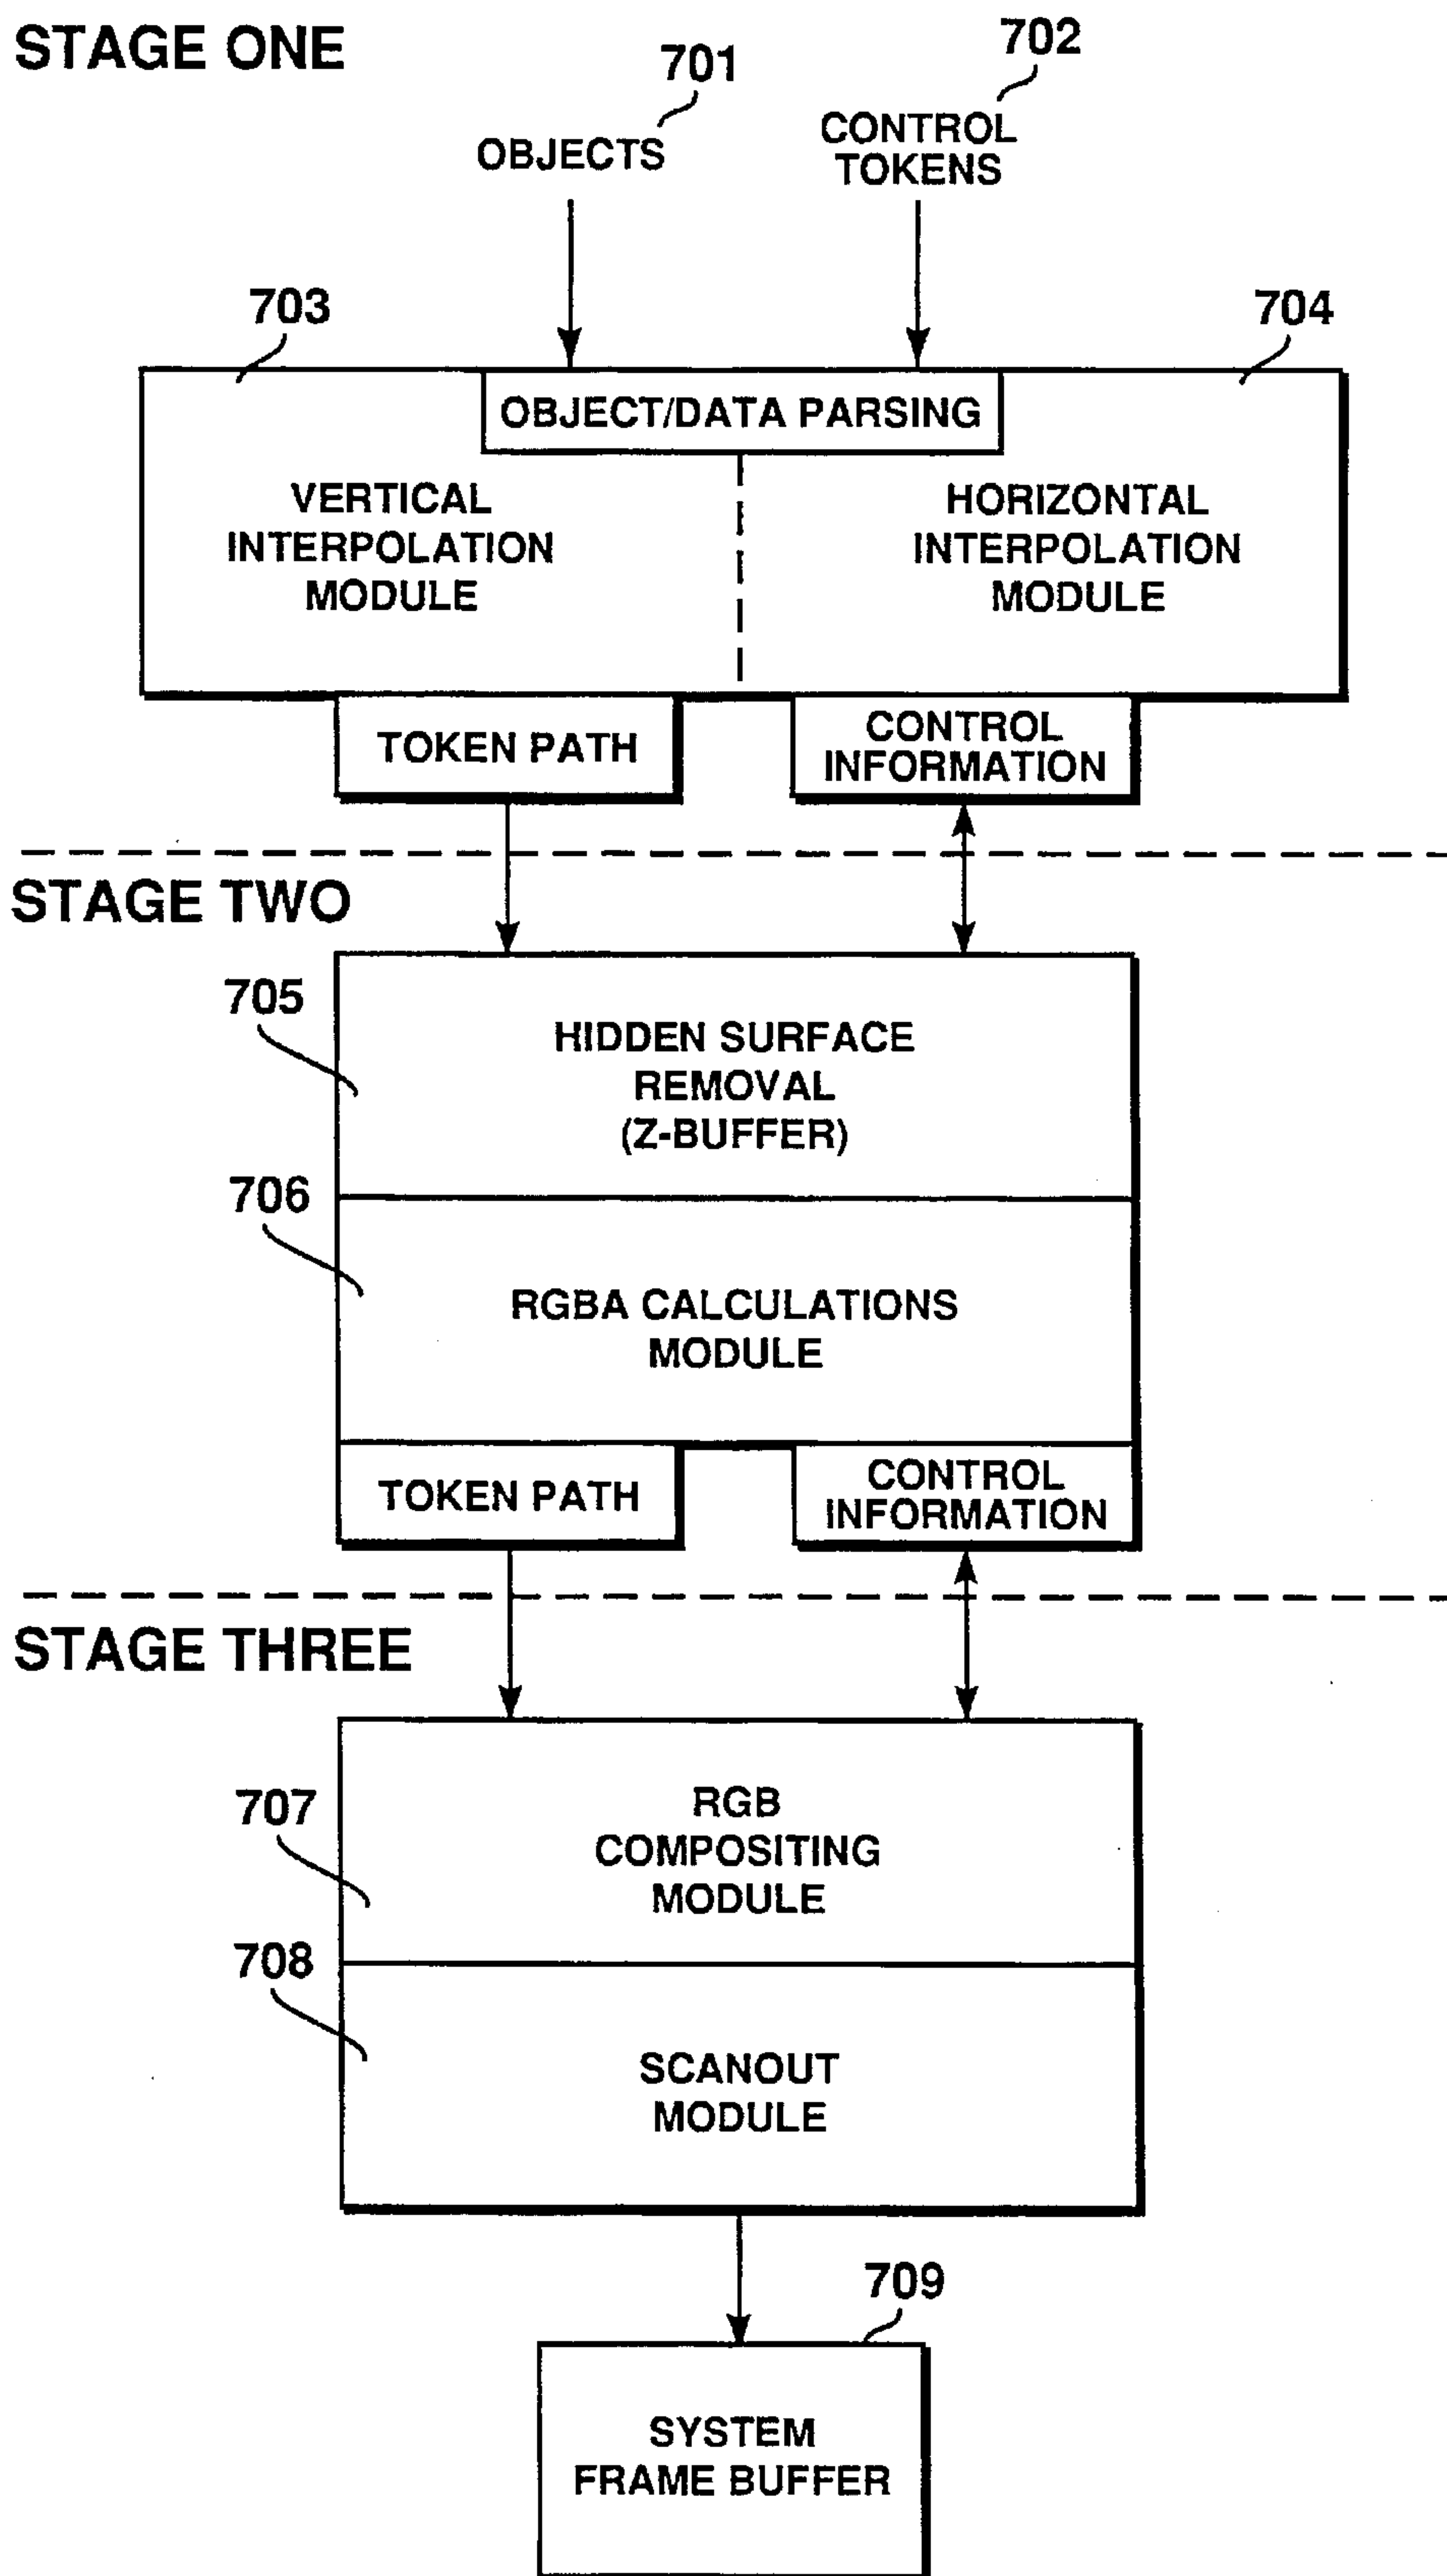 STAGE ONE
701
702
OBJECTS
CONTROL
TOKENS
703
704
OBJECT/DATA PARSING
VERTICAL
INTERPOLATION
MODULE
HORIZONTAL
INTERPOLATION
MODULE
TOKEN PATH
CONTROL
INFORMATION
STAGE TWO
705
HIDDEN SURFACE
REMOVAL
(Z-BUFFER)
706
RGBA CALCULATIONS
MODULE
TOKEN PATH
CONTROL
INFORMATION
STAGE THREE
707
RGB
COMPOSITING
MODULE
708
SCANOUT
MODULE
709
SYSTEM
FRAME BUFFER